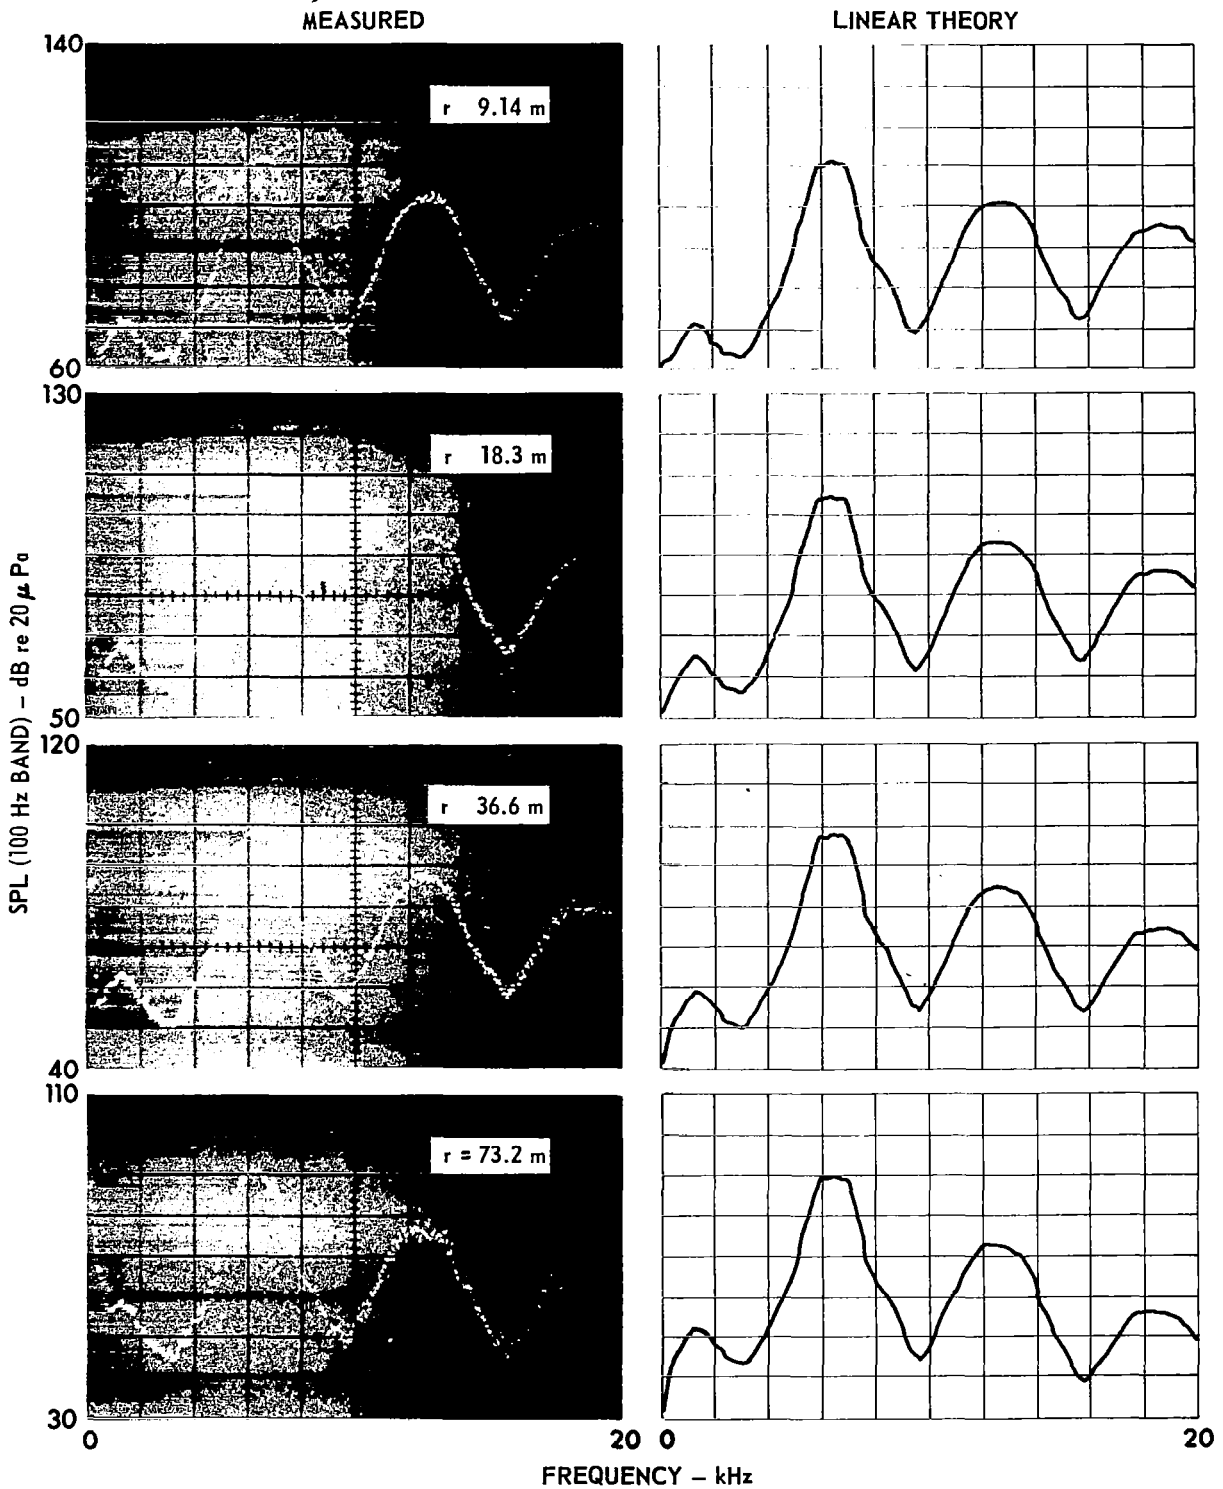 MEASURED
LINEAR THEORY
140
r 9.14 m
60
130
r 18.3 m
50
120
r 36.6 m
40
110
r = 73.2 m
30
SPL (100 Hz BAND) – dB re 20 μ Pa
0
20
0
20
FREQUENCY – kHz